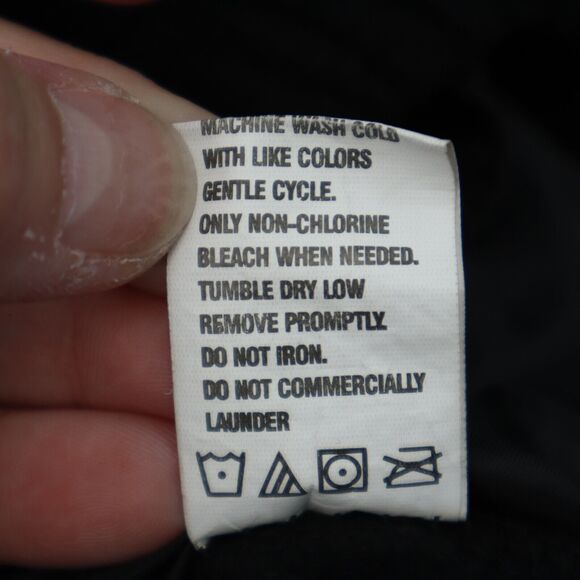 MACHINE WASH COLD
WITH LIKE COLORS
GENTLE CYCLE.
ONLY NON-CHLORINE
BLEACH WHEN NEEDED.
TUMBLE DRY LOW
REMOVE PROMPTLY.
DO NOT IRON.
DO NOT COMMERCIALLY
LAUNDER